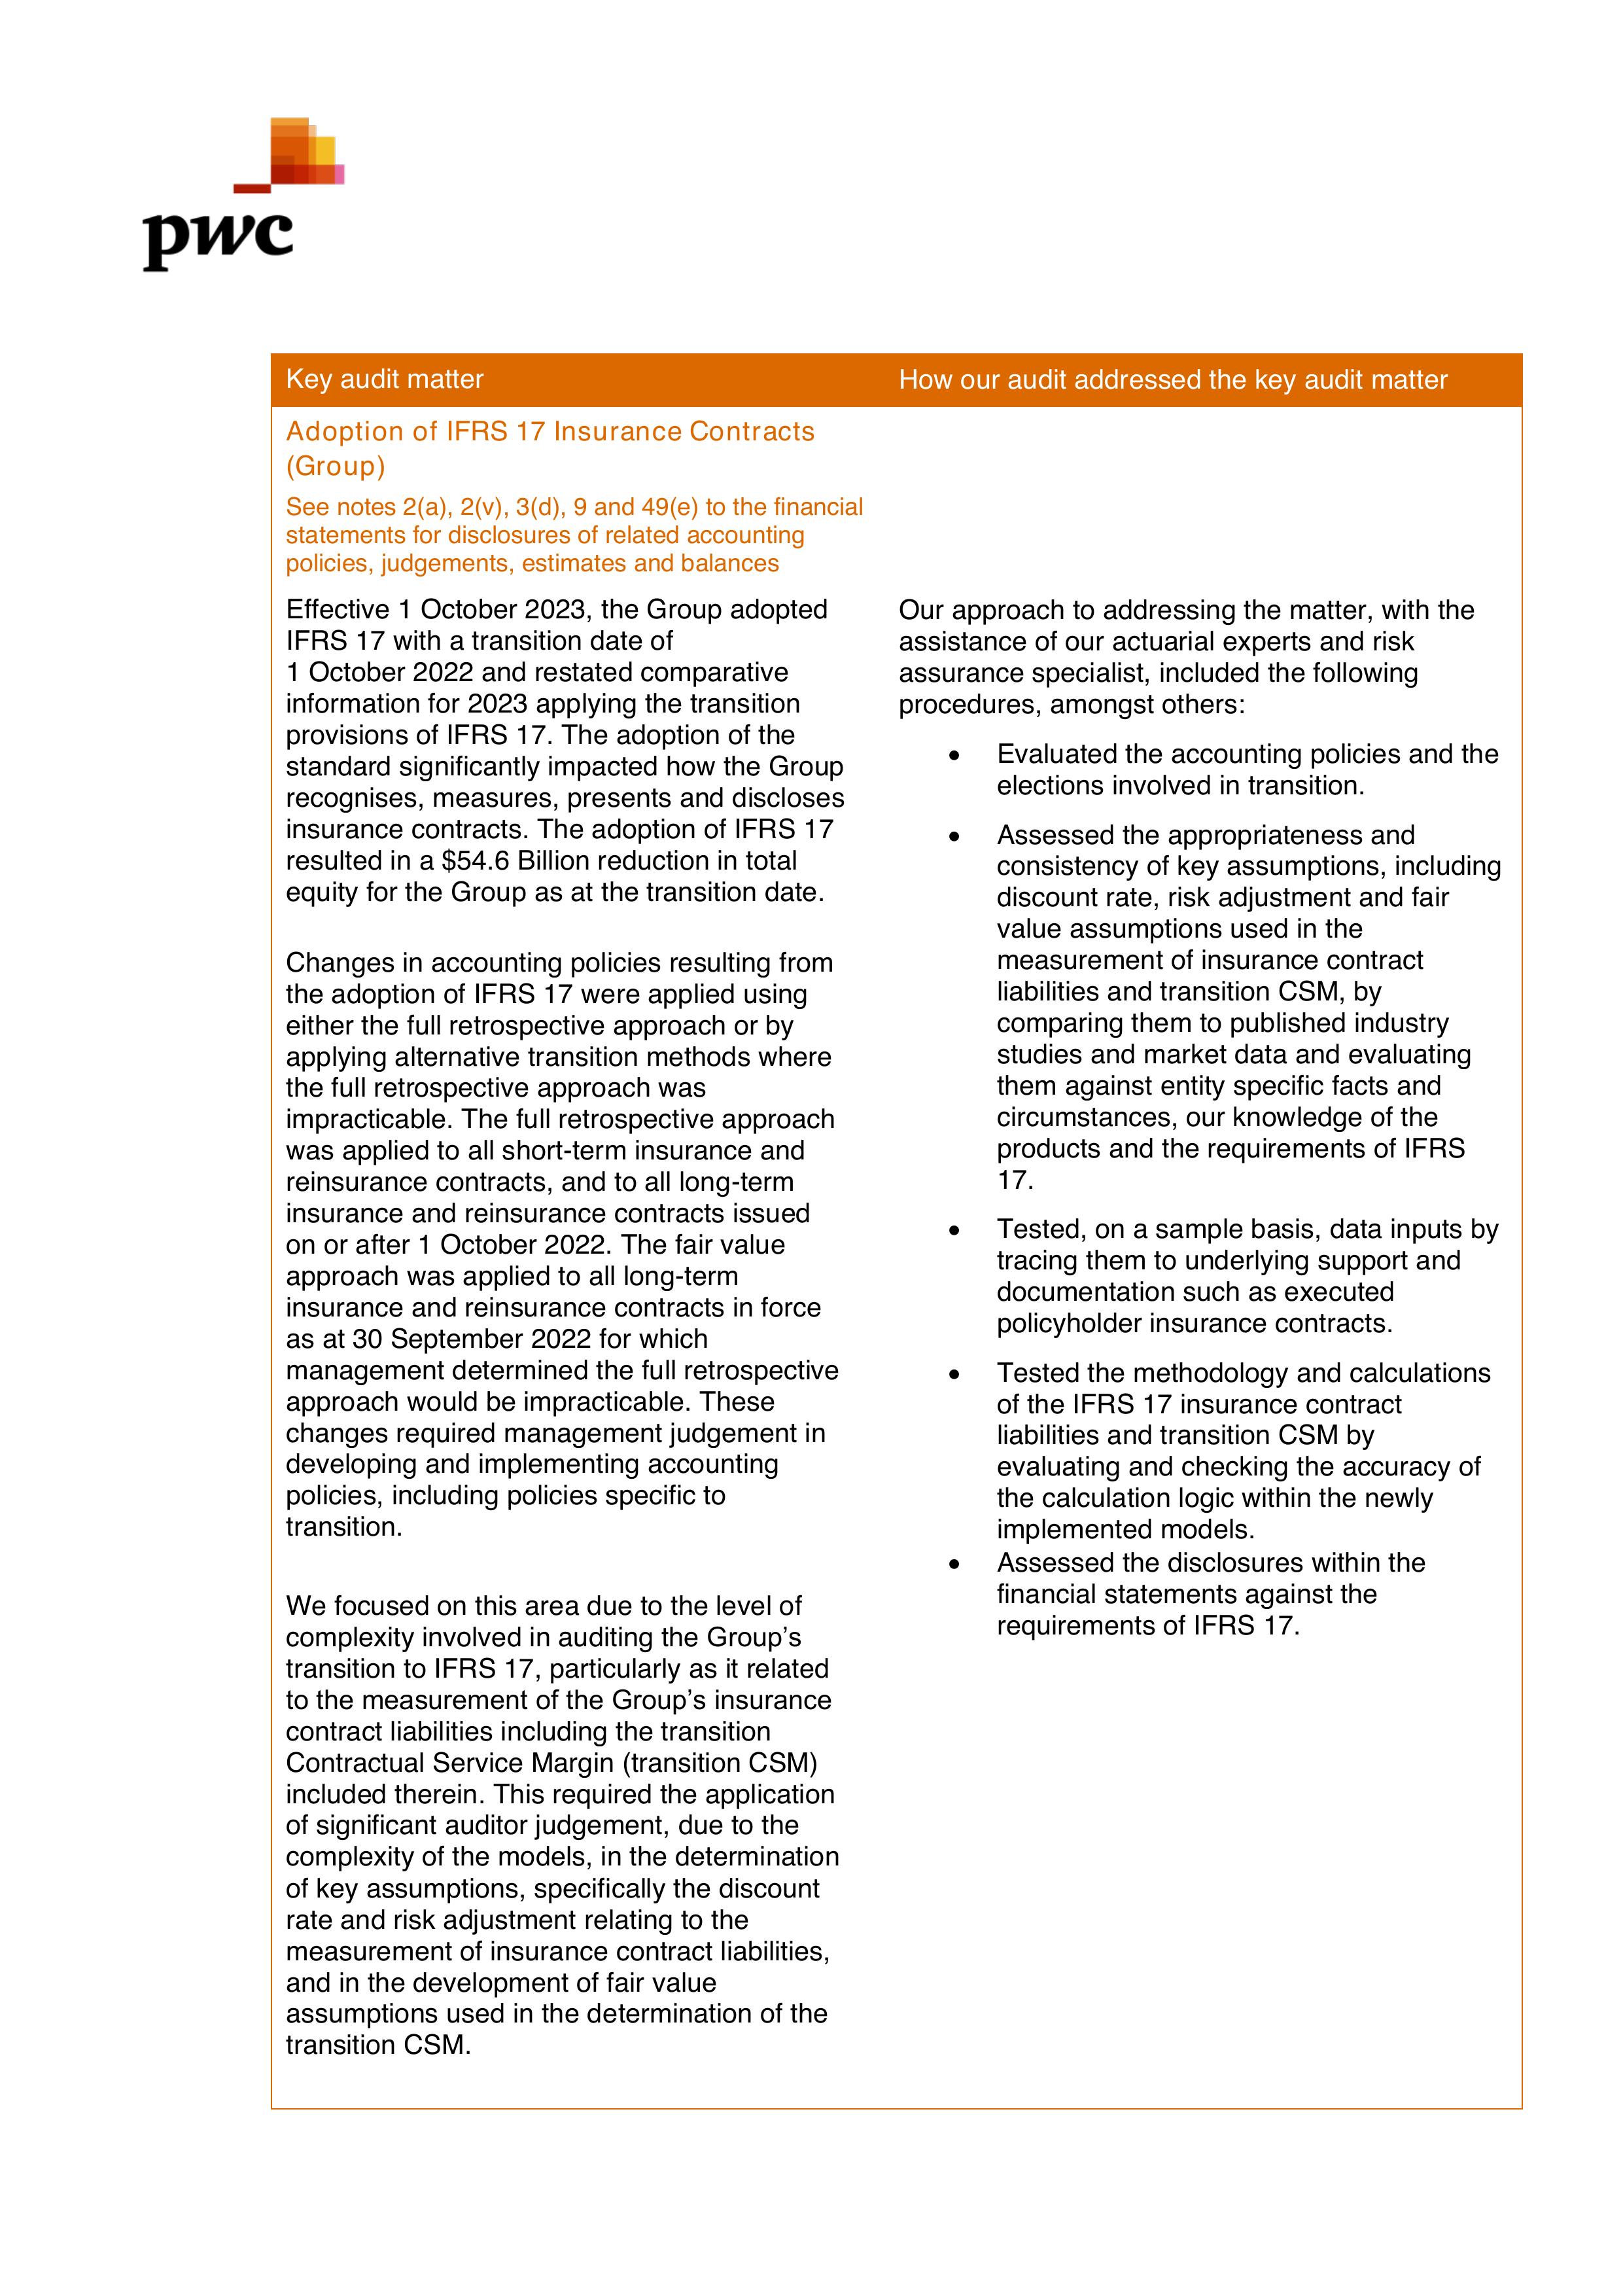 pwc
Key audit matter
How our audit addressed the key audit matter
Adoption of IFRS 17 Insurance Contracts
(Group)
See notes 2(a), 2(v), 3(d), 9 and 49(e) to the financial
statements for disclosures of related accounting
policies, judgements, estimates and balances
Effective 1 October 2023, the Group adopted
IFRS 17 with a transition date of
1 October 2022 and restated comparative
information for 2023 applying the transition
provisions of IFRS 17. The adoption of the
standard significantly impacted how the Group
recognises, measures, presents and discloses
insurance contracts. The adoption of IFRS 17
resulted in a $54.6 Billion reduction in total
equity for the Group as at the transition date.
Changes in accounting policies resulting from
the adoption of IFRS 17 were applied using
either the full retrospective approach or by
applying alternative transition methods where
the full retrospective approach was
impracticable. The full retrospective approach
was applied to all short-term insurance and
reinsurance contracts, and to all long-term
insurance and reinsurance contracts issued
on or after 1 October 2022. The fair value
approach was applied to all long-term
insurance and reinsurance contracts in force
as at 30 September 2022 for which
management determined the full retrospective
approach would be impracticable. These
changes required management judgement in
developing and implementing accounting
policies, including policies specific to
transition.
We focused on this area due to the level of
complexity involved in auditing the Group’s
transition to IFRS 17, particularly as it related
to the measurement of the Group’s insurance
contract liabilities including the transition
Contractual Service Margin (transition CSM)
included therein. This required the application
of significant auditor judgement, due to the
complexity of the models, in the determination
of key assumptions, specifically the discount
rate and risk adjustment relating to the
measurement of insurance contract liabilities,
and in the development of fair value
assumptions used in the determination of the
transition CSM.
Our approach to addressing the matter, with the
assistance of our actuarial experts and risk
assurance specialist, included the following
procedures, amongst others:
• Evaluated the accounting policies and the
elections involved in transition.
• Assessed the appropriateness and
consistency of key assumptions, including
discount rate, risk adjustment and fair
value assumptions used in the
measurement of insurance contract
liabilities and transition CSM, by
comparing them to published industry
studies and market data and evaluating
them against entity specific facts and
circumstances, our knowledge of the
products and the requirements of IFRS
17.
• Tested, on a sample basis, data inputs by
tracing them to underlying support and
documentation such as executed
policyholder insurance contracts.
• Tested the methodology and calculations
of the IFRS 17 insurance contract
liabilities and transition CSM by
evaluating and checking the accuracy of
the calculation logic within the newly
implemented models.
• Assessed the disclosures within the
financial statements against the
requirements of IFRS 17.